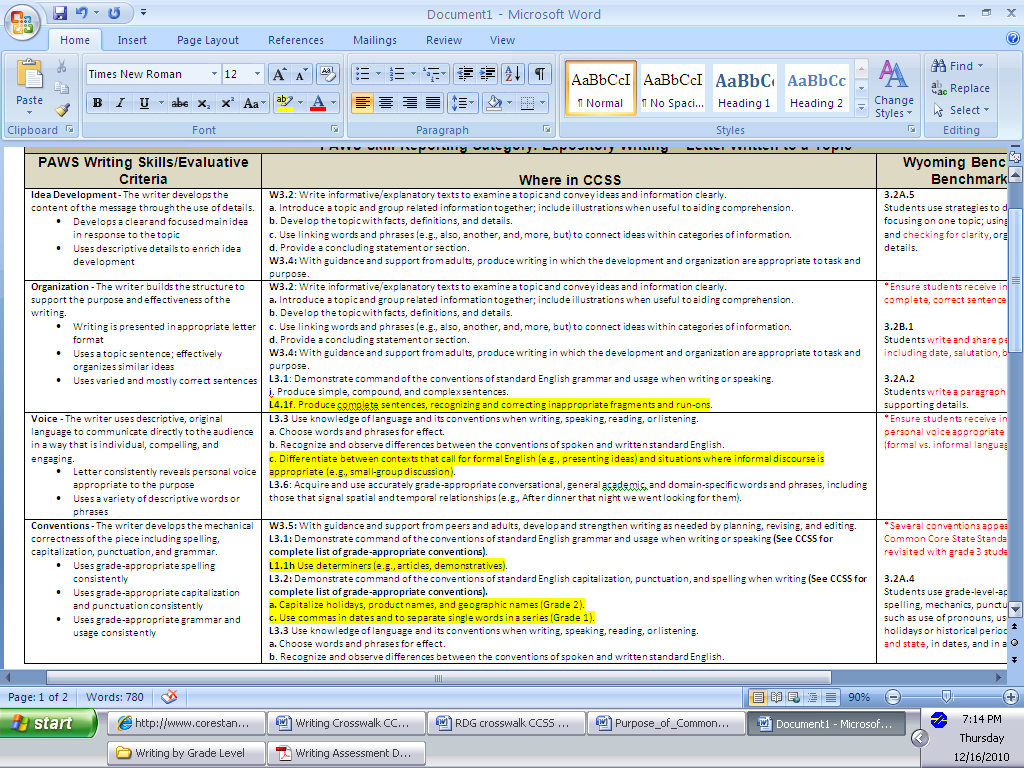 Document1 - Microsoft Word
Home Insert Page Layout References Mailings Review View
Times New Roman 12
AaBbCcI AaBbCcI AaBbC AaBbCc
Paste
B I U abe x₂ x² Aa
¶ Normal ¶ No Spaci... Heading 1 Heading 2
Change Styles
Find
Replace
Select
Clipboard Font Paragraph Styles Editing
PAWS Skill Reporting Category: Expository Writing – Letter Written to a Topic
PAWS Writing Skills/Evaluative
Criteria
Where in CCSS
Wyoming Benc
Benchmark
Idea Development - The writer develops the
content of the message through the use of details.
• Develops a clear and focused main idea
in response to the topic
• Uses descriptive details to enrich idea
development
W3.2: Write informative/explanatory texts to examine a topic and convey ideas and information clearly.
a. Introduce a topic and group related information together; include illustrations when useful to aiding comprehension.
b. Develop the topic with facts, definitions, and details.
c. Use linking words and phrases (e.g., also, another, and, more, but) to connect ideas within categories of information.
d. Provide a concluding statement or section.
W3.4: With guidance and support from adults, produce writing in which the development and organization are appropriate to task and
purpose.
3.2A.5
Students use strategies to d
focusing on one topic; using
and checking for clarity, org
details.
Organization - The writer builds the structure to
support the purpose and effectiveness of the
writing.
• Writing is presented in appropriate letter
format
• Uses a topic sentence; effectively
organizes similar ideas
• Uses varied and mostly correct sentences
W3.2: Write informative/explanatory texts to examine a topic and convey ideas and information clearly.
a. Introduce a topic and group related information together; include illustrations when useful to aiding comprehension.
b. Develop the topic with facts, definitions, and details.
c. Use linking words and phrases (e.g., also, another, and, more, but) to connect ideas within categories of information.
d. Provide a concluding statement or section.
W3.4: With guidance and support from adults, produce writing in which the development and organization are appropriate to task and
purpose.
L3.1: Demonstrate command of the conventions of standard English grammar and usage when writing or speaking.
i. Produce simple, compound, and complex sentences.
L4.1f. Produce complete sentences, recognizing and correcting inappropriate fragments and run-ons.
*Ensure students receive in
complete, correct sentence
3.2B.1
Students write and share pe
including date, salutation, b
3.2A.2
Students write a paragraph
supporting details.
Voice - The writer uses descriptive, original
language to communicate directly to the audience
in a way that is individual, compelling, and
engaging.
• Letter consistently reveals personal voice
appropriate to the purpose
• Uses a variety of descriptive words or
phrases
L3.3 Use knowledge of language and its conventions when writing, speaking, reading, or listening.
a. Choose words and phrases for effect.
b. Recognize and observe differences between the conventions of spoken and written standard English.
c. Differentiate between contexts that call for formal English (e.g., presenting ideas) and situations where informal discourse is
appropriate (e.g., small-group discussion).
L3.6: Acquire and use accurately grade-appropriate conversational, general academic, and domain-specific words and phrases, including
those that signal spatial and temporal relationships (e.g., After dinner that night we went looking for them).
*Ensure students receive in
personal voice appropriate
(formal vs. informal languag
Conventions - The writer develops the mechanical
correctness of the piece including spelling,
capitalization, punctuation, and grammar.
• Uses grade-appropriate spelling
consistently
• Uses grade-appropriate capitalization
and punctuation consistently
• Uses grade-appropriate grammar and
usage consistently
W3.5: With guidance and support from peers and adults, develop and strengthen writing as needed by planning, revising, and editing.
L3.1: Demonstrate command of the conventions of standard English grammar and usage when writing or speaking (See CCSS for
complete list of grade-appropriate conventions).
L1.1h Use determiners (e.g., articles, demonstratives).
L3.2: Demonstrate command of the conventions of standard English capitalization, punctuation, and spelling when writing (See CCSS for
complete list of grade-appropriate conventions).
a. Capitalize holidays, product names, and geographic names (Grade 2).
c. Use commas in dates and to separate single words in a series (Grade 1).
L3.3 Use knowledge of language and its conventions when writing, speaking, reading, or listening.
a. Choose words and phrases for effect.
b. Recognize and observe differences between the conventions of spoken and written standard English.
*Several conventions appea
Common Core State Standa
revisited with grade 3 stude
3.2A.4
Students use grade-level-ap
spelling, mechanics, punctu
such as use of pronouns, us
holidays or historical period
and state, in dates, and in a
Page: 1 of 2 Words: 780 90%
start http://www.corestan... Writing Crosswalk CC... RDG crosswalk CCSS ... Purpose_of_Common... Document1 - Microsof... 7:14 PM
Thursday
Writing by Grade Level Writing Assessment D... 12/16/2010